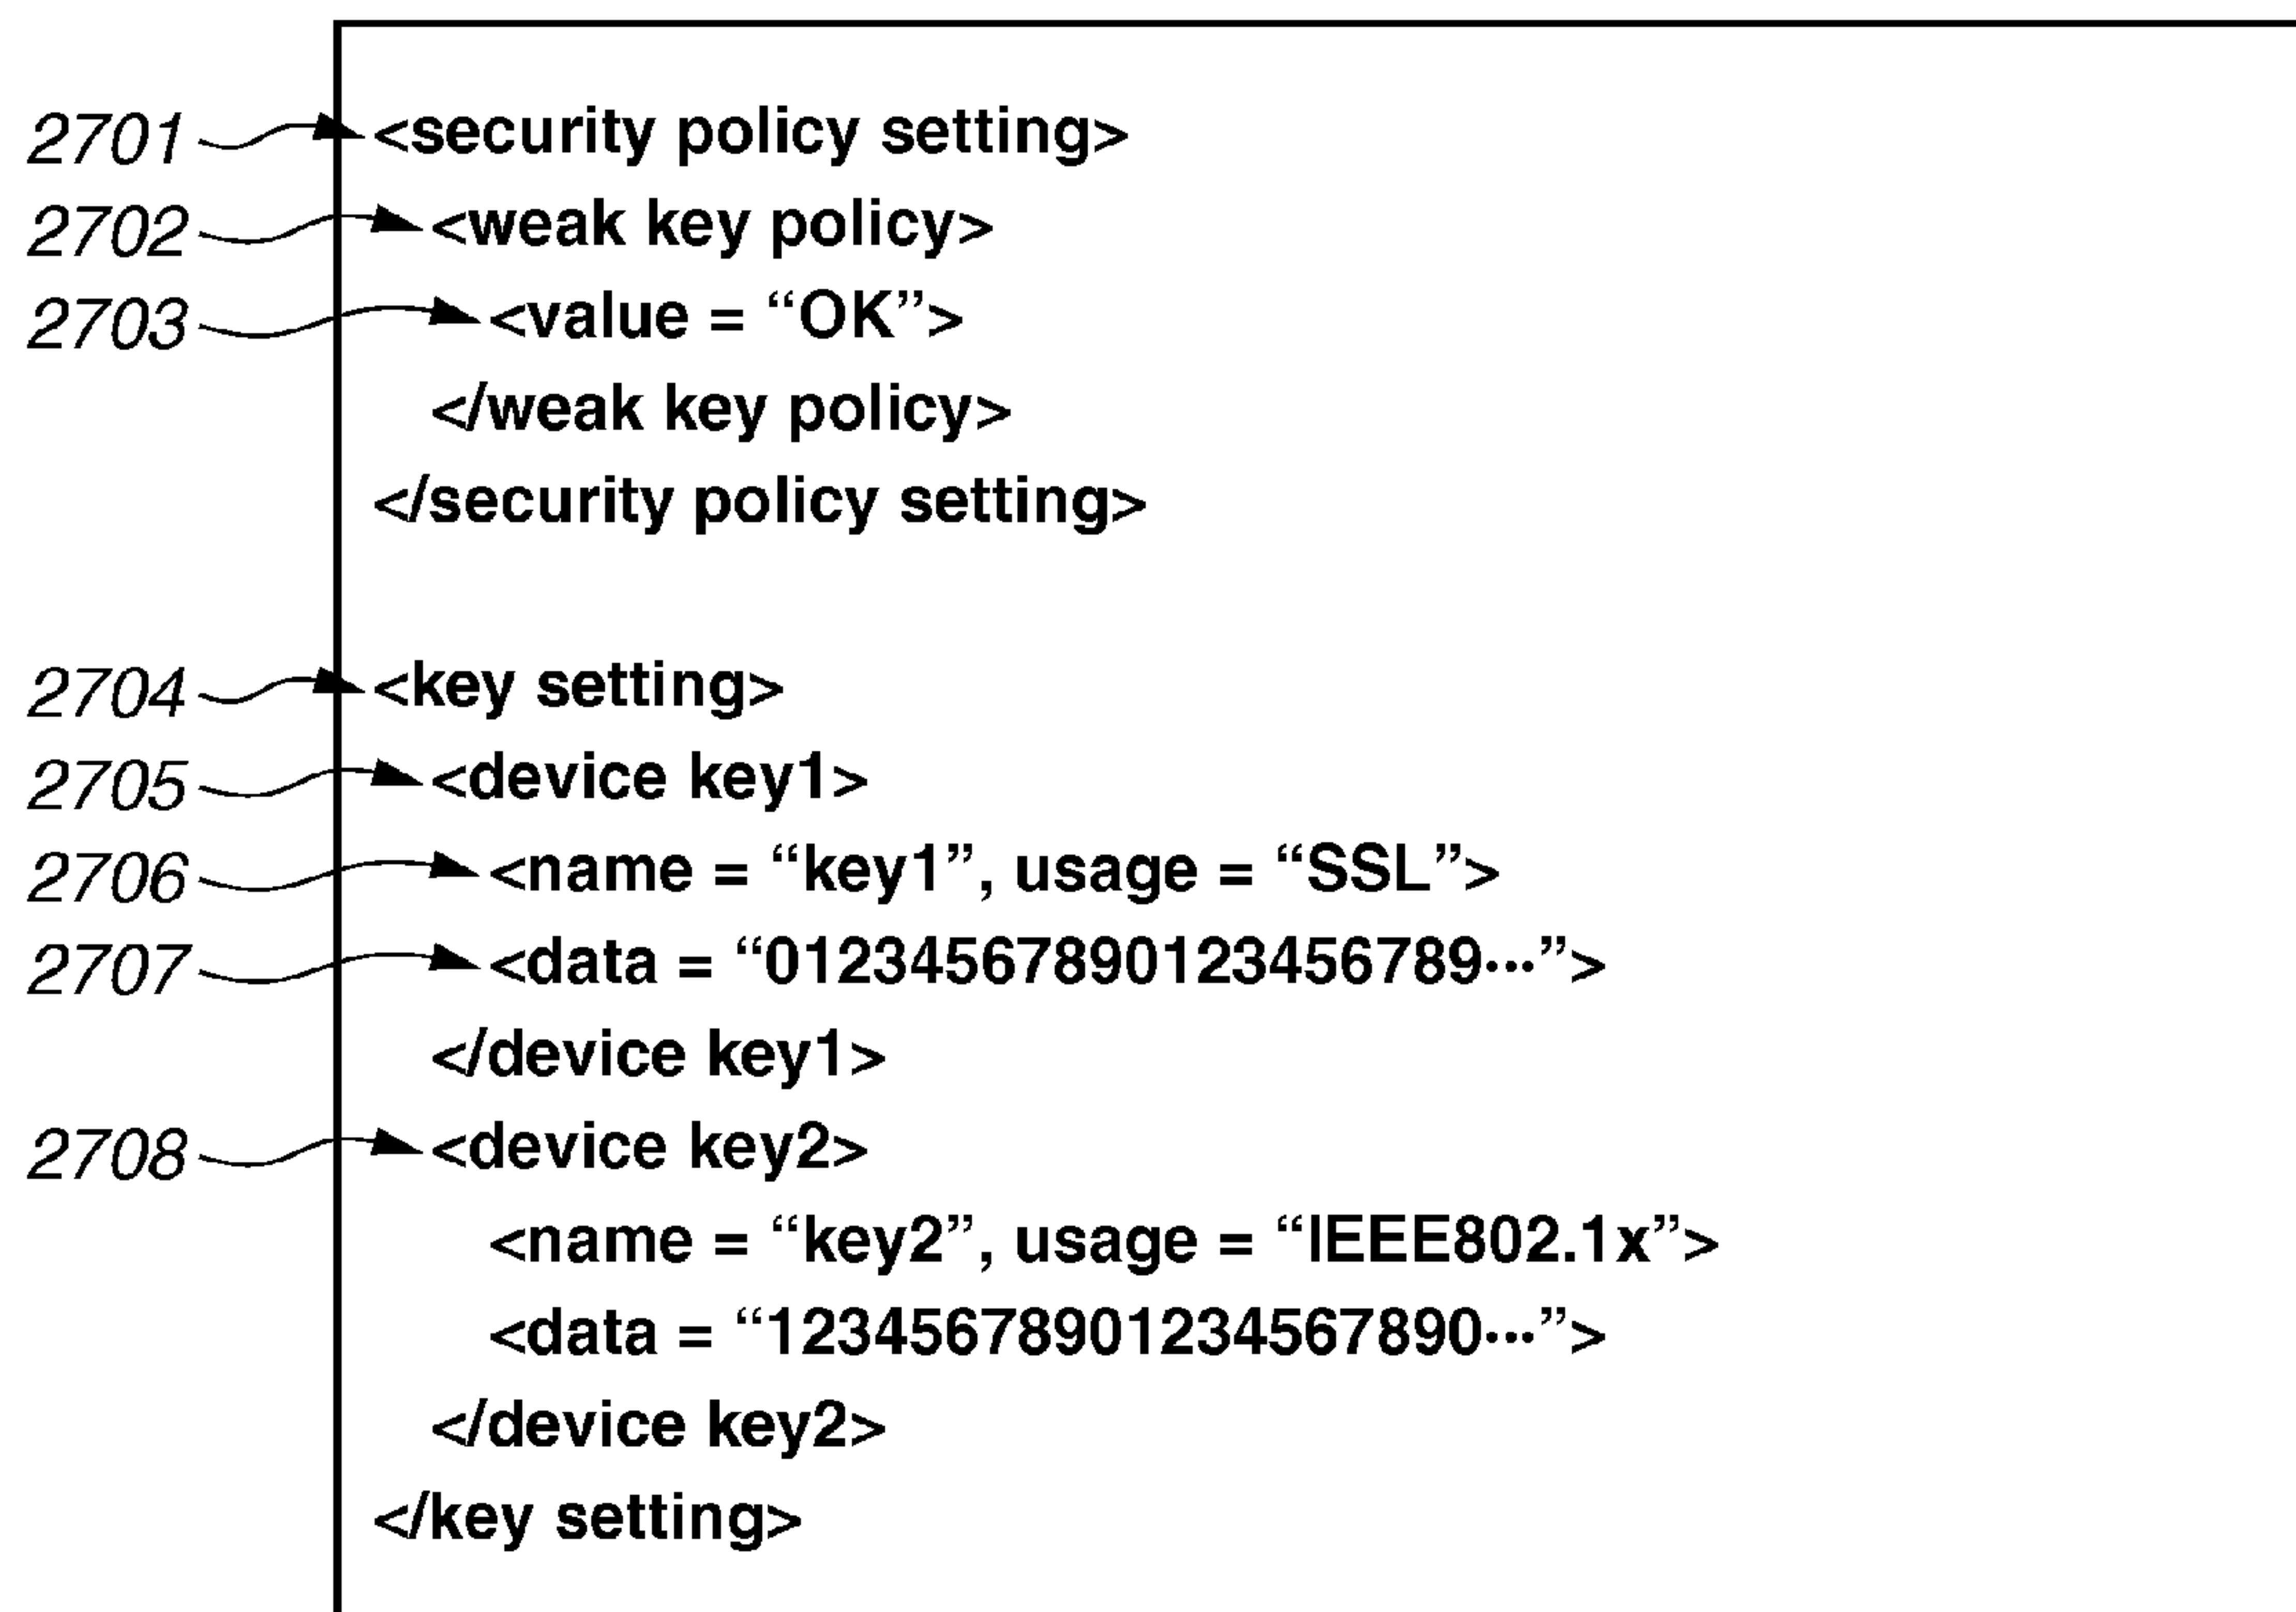 2701 <security policy setting>
2702 <weak key policy>
2703 <value = “OK”>
</weak key policy>
</security policy setting>
2704 <key setting>
2705 <device key1>
2706 <name = “key1”, usage = “SSL”>
2707 <data = “01234567890123456789···”>
</device key1>
2708 <device key2>
<name = “key2”, usage = “IEEE802.1x”>
<data = “12345678901234567890···”>
</device key2>
</key setting>